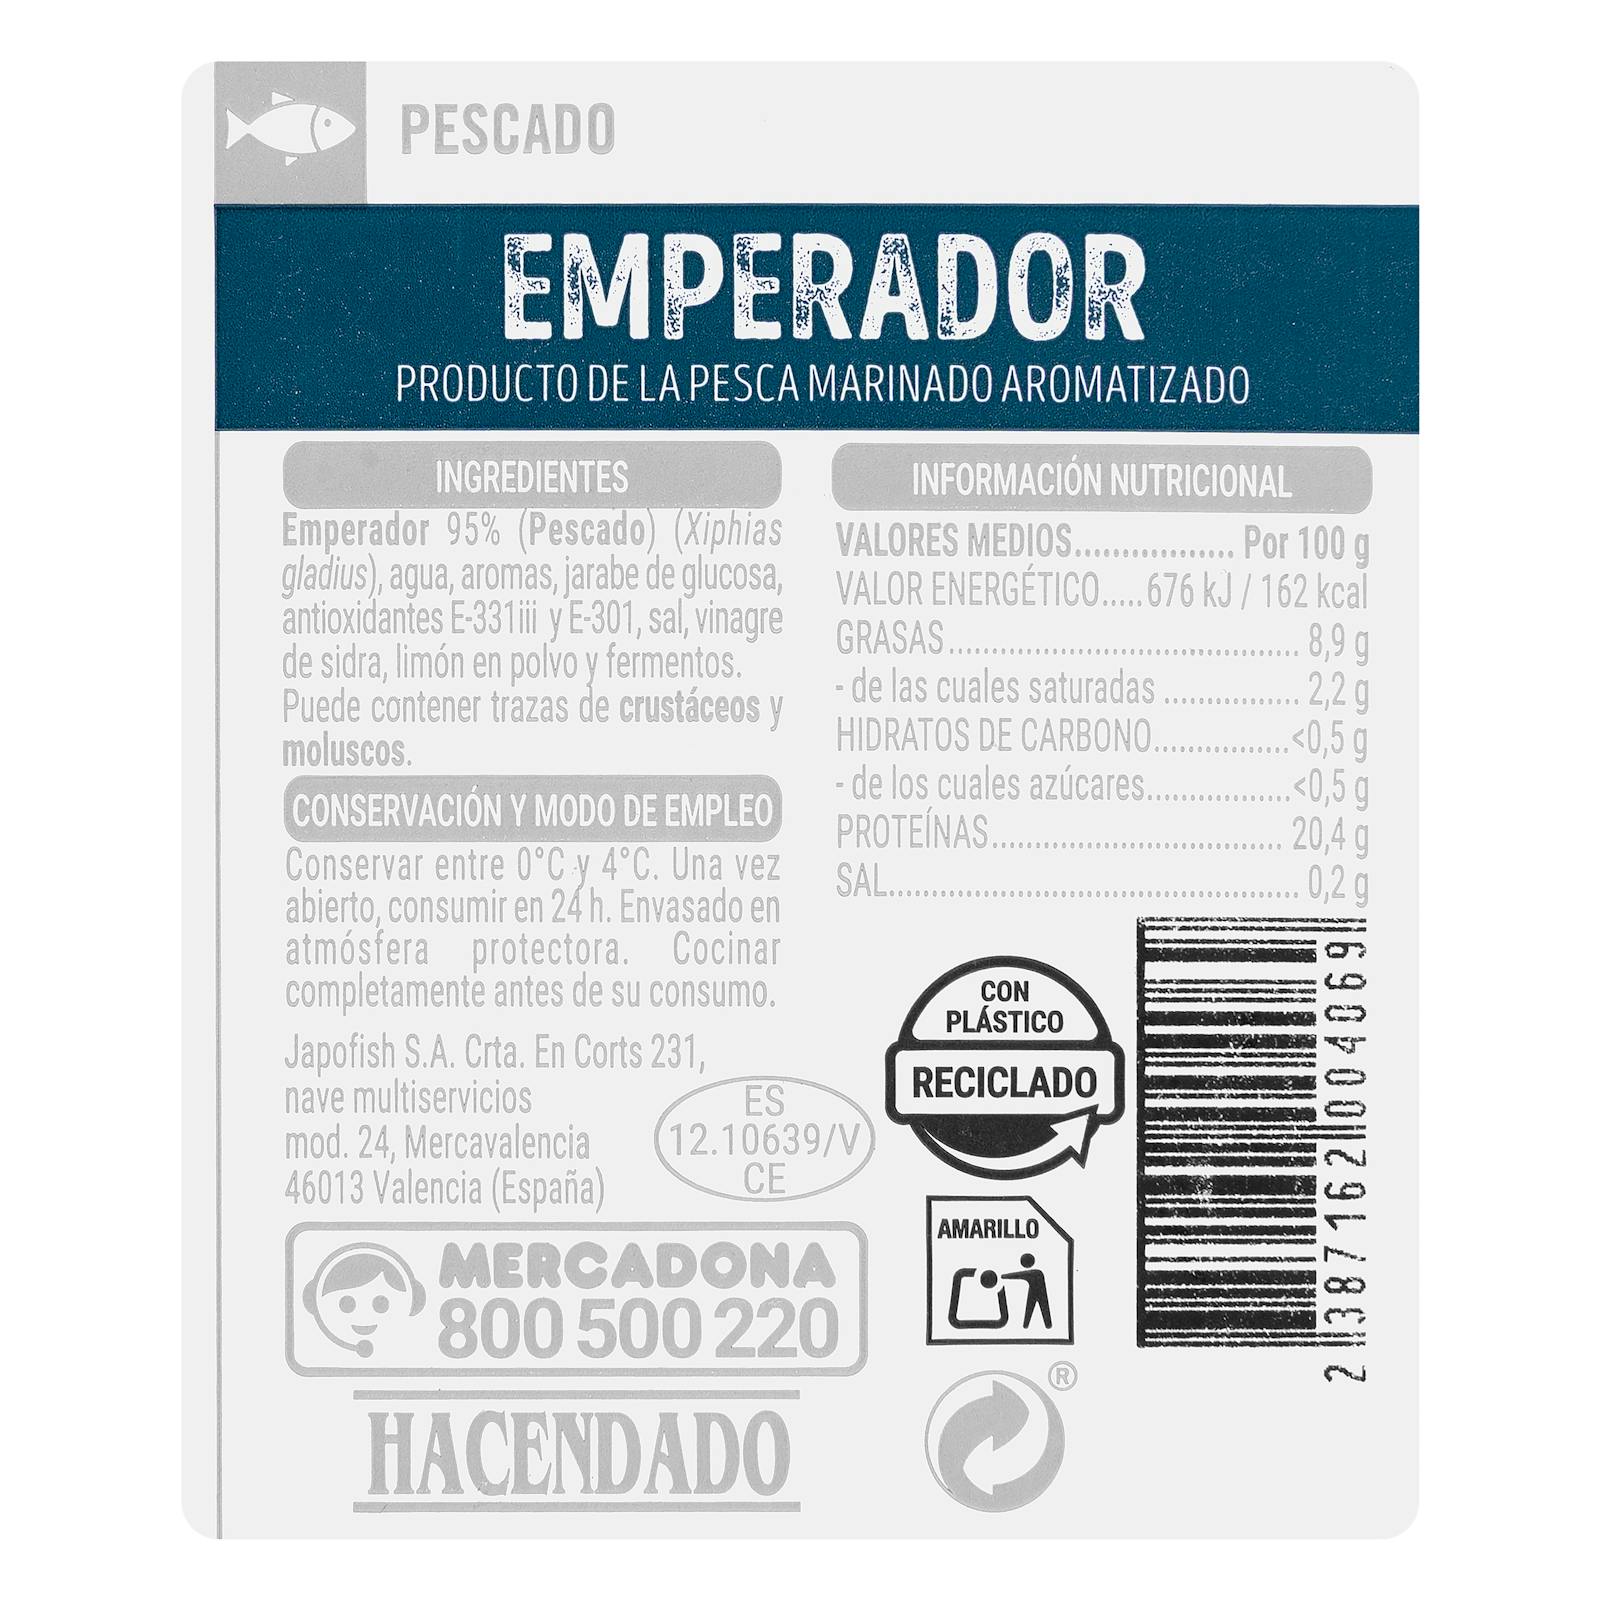 PESCADO
EMPERADOR
PRODUCTO DE LA PESCA MARINADO AROMATIZADO
INGREDIENTES
Emperador 95% (Pescado) (Xiphias
gladius), agua, aromas, jarabe de glucosa,
antioxidantes E-331iii y E-301, sal, vinagre
de sidra, limón en polvo y fermentos.
Puede contener trazas de crustáceos y
moluscos.
CONSERVACIÓN Y MODO DE EMPLEO
Conservar entre 0°C y 4°C. Una vez
abierto, consumir en 24 h. Envasado en
atmósfera protectora. Cocinar
completamente antes de su consumo.
Japofish S.A. Crta. En Corts 231,
nave multiservicios
mod. 24, Mercavalencia
46013 Valencia (España)
ES
12.10639/V
CE
MERCADONA
800 500 220
HACENDADO
INFORMACIÓN NUTRICIONAL
VALORES MEDIOS................. Por 100 g
VALOR ENERGÉTICO.....676 kJ / 162 kcal
GRASAS..................................... 8,9 g
- de las cuales saturadas ............... 2,2 g
HIDRATOS DE CARBONO................<0,5 g
- de los cuales azúcares................<0,5 g
PROTEÍNAS............................... 20,4 g
SAL............................................ 0,2 g
CON
PLÁSTICO
RECICLADO
AMARILLO
®
2 387162 004069